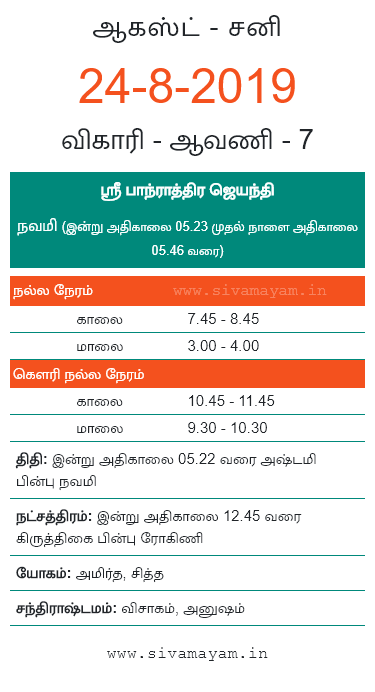 ஆகஸ்ட் - சனி
24-8-2019
விகாரி - ஆவணி - 7
ஸ்ரீ பாந்ராத்திர ஜெயந்தி
நவமி (இன்று அதிகாலை 05.23 முதல் நாளை அதிகாலை
05.46 வரை)
நல்ல நேரம் www.sivamayam.in
காலை 7.45 - 8.45
மாலை 3.00 - 4.00
கௌரி நல்ல நேரம்
காலை 10.45 - 11.45
மாலை 9.30 - 10.30
திதி: இன்று அதிகாலை 05.22 வரை அஷ்டமி
பின்பு நவமி
நட்சத்திரம்: இன்று அதிகாலை 12.45 வரை
கிருத்திகை பின்பு ரோகிணி
யோகம்: அமிர்த, சித்த
சந்திராஷ்டமம்: விசாகம், அனுஷம்
www.sivamayam.in